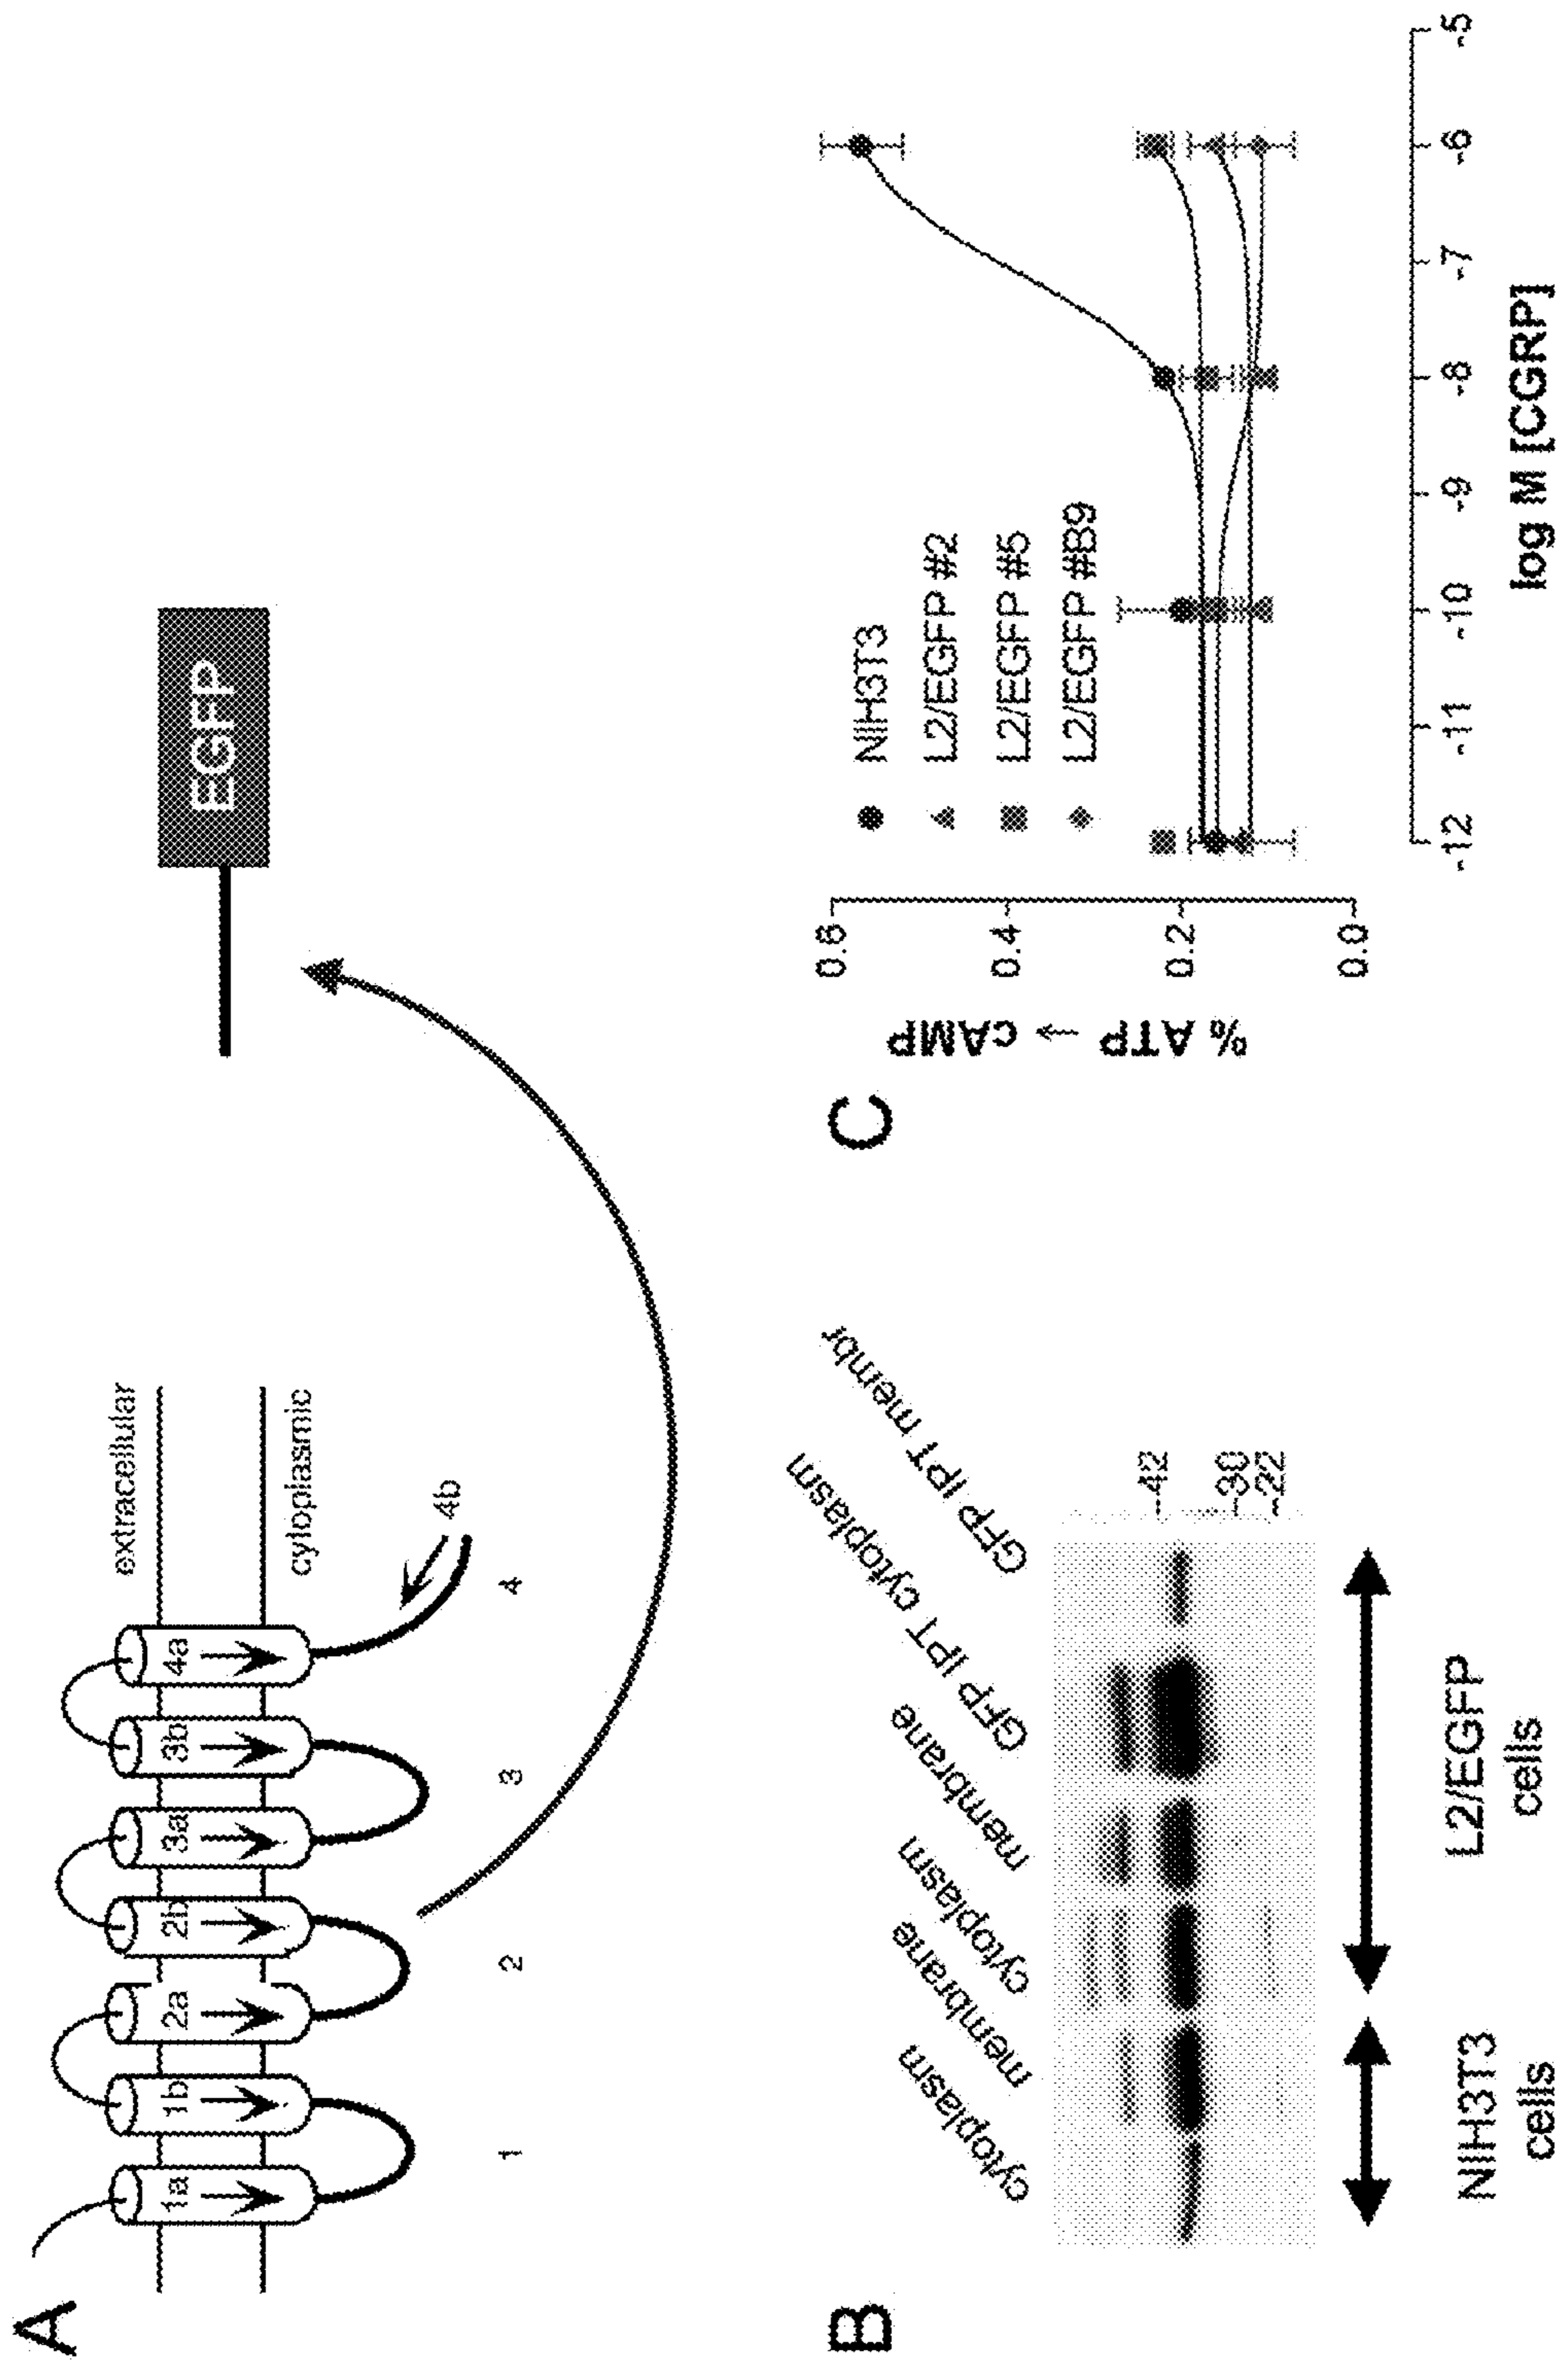 A
extracellular
1a
1b
2a
2b
3a
3b
4a
cytoplasmic
4b
1
2
3
4
EGFP
B
cytoplasm
membrane
cytoplasm
membrane
GFP IPT cytoplasm
GFP IPT membr
-42
-30
-22
NIH3T3
cells
L2/EGFP
cells
C
% ATP → cAMP
0.6
0.4
0.2
0.0
NIH3T3
L2/EGFP #2
L2/EGFP #5
L2/EGFP #B9
-12
-11
-10
-9
-8
-7
-6
-5
log M [CGRP]